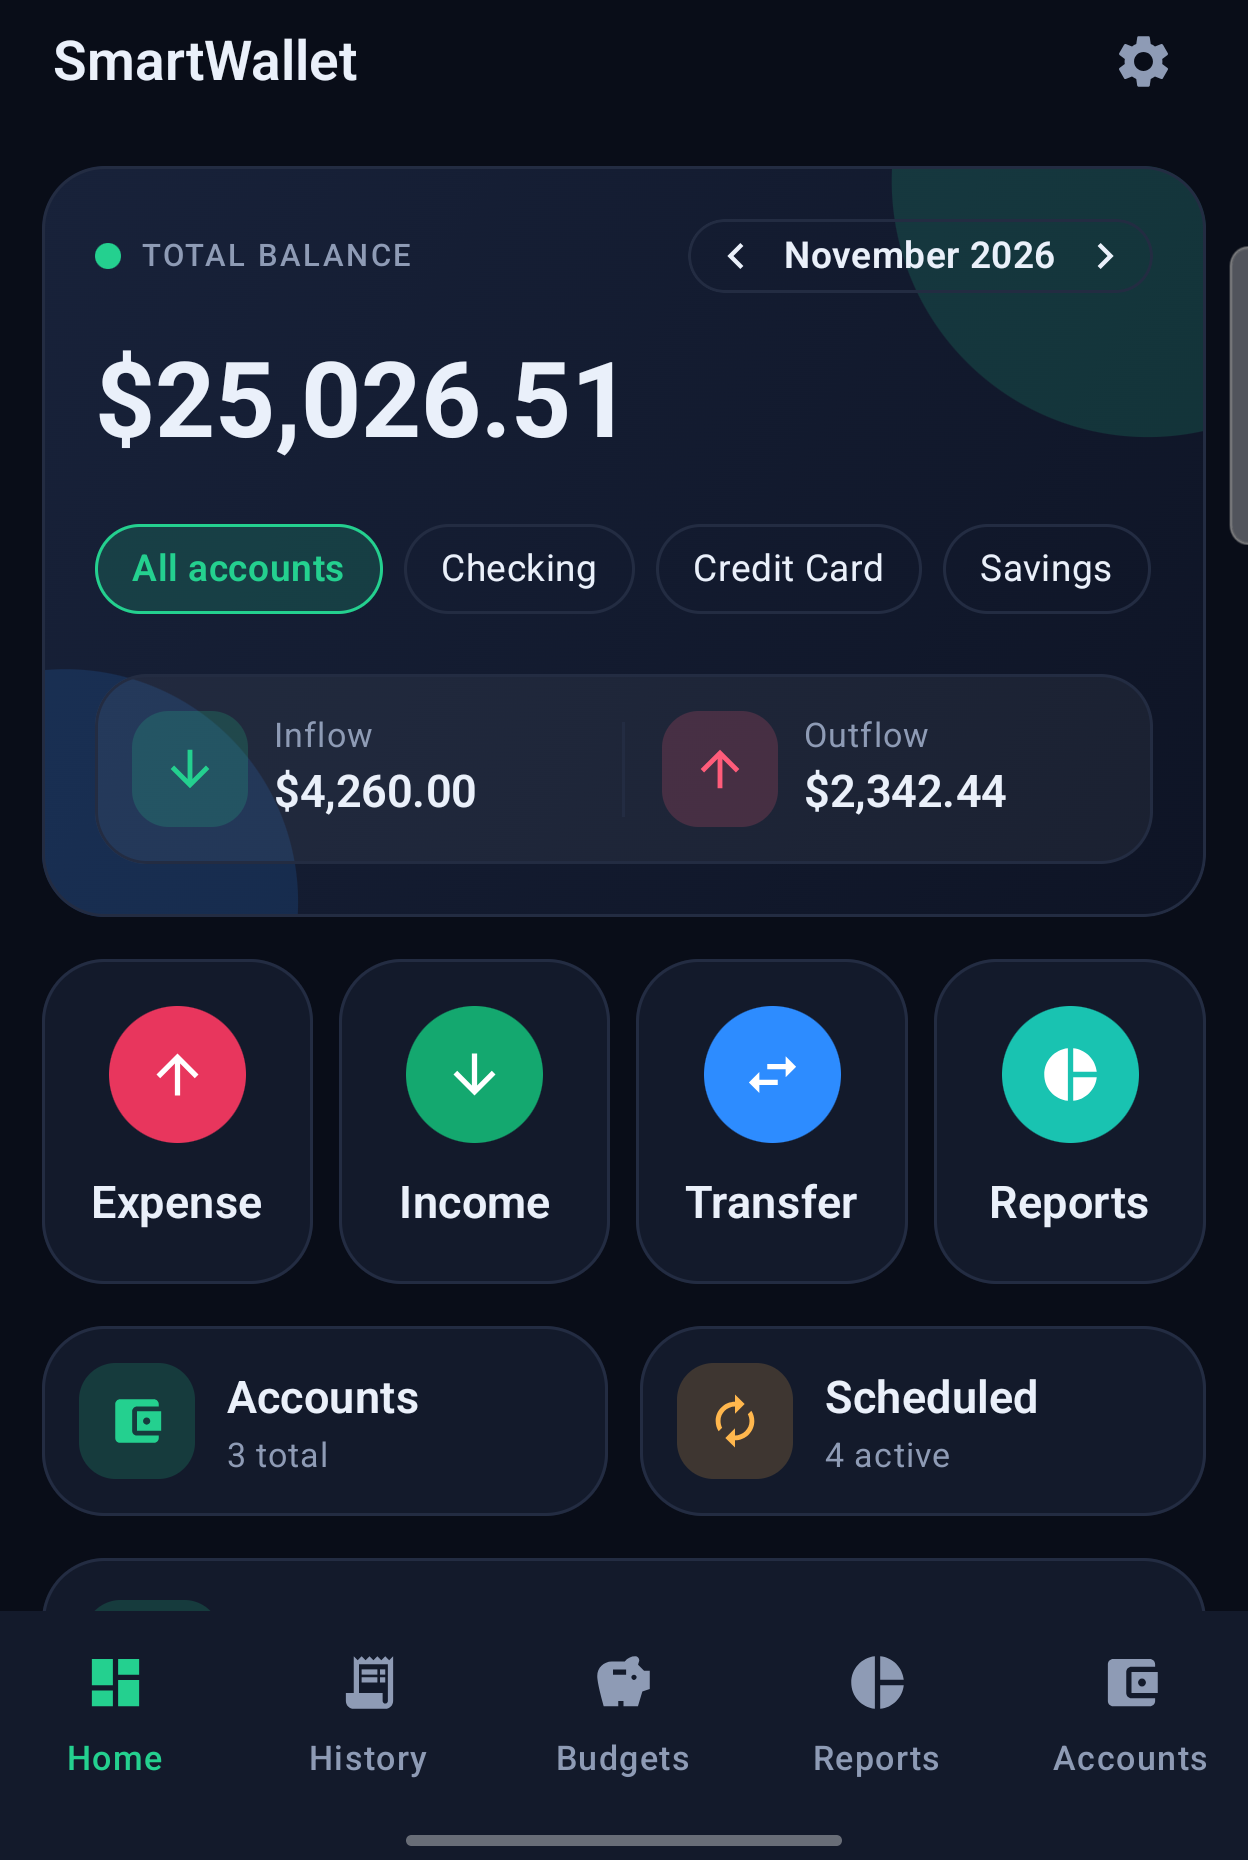 SmartWallet
TOTAL BALANCE
November 2026
$25,026.51
All accounts
Checking
Credit Card
Savings
Inflow
$4,260.00
Outflow
$2,342.44
Expense
Income
Transfer
Reports
Accounts
3 total
Scheduled
4 active
Home
History
Budgets
Reports
Accounts